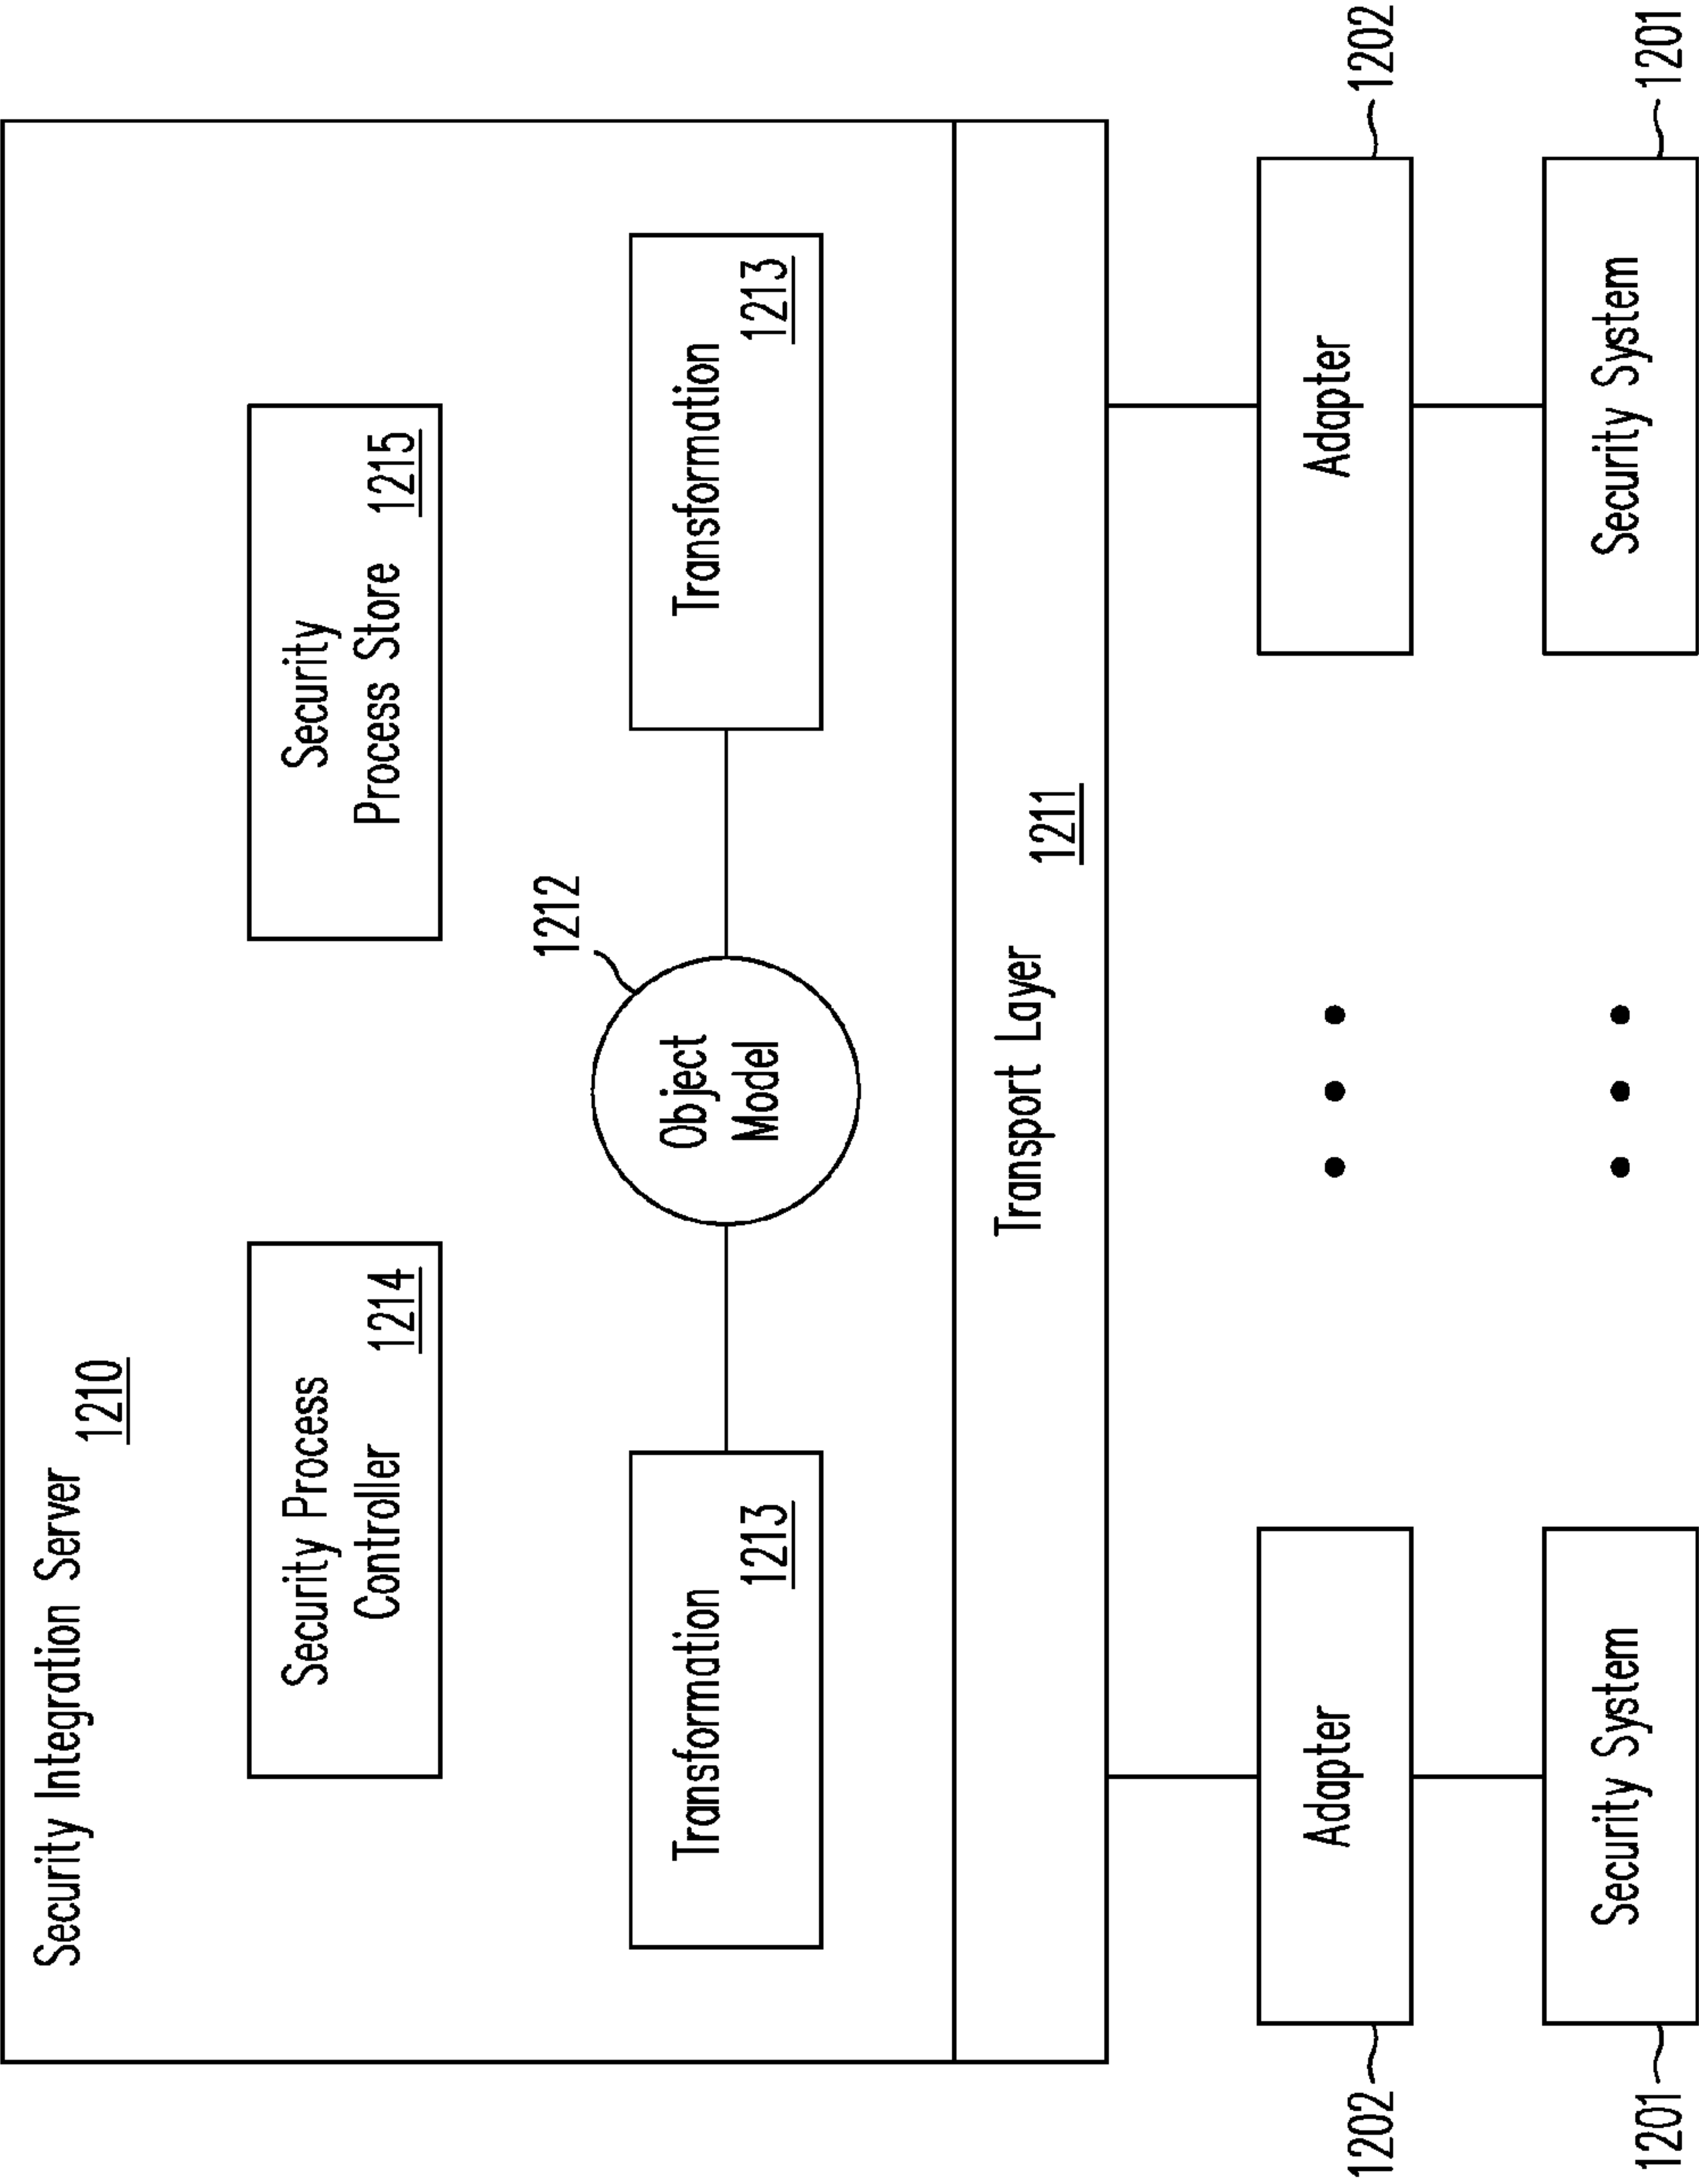 Security Integration Server
1210
Security Process
Controller
1214
Security
Process Store
1215
1212
Transformation
1213
Object
Model
Transformation
1213
Transport Layer
1211
1202
Adapter
Adapter
1202
1201
Security System
Security System
1201